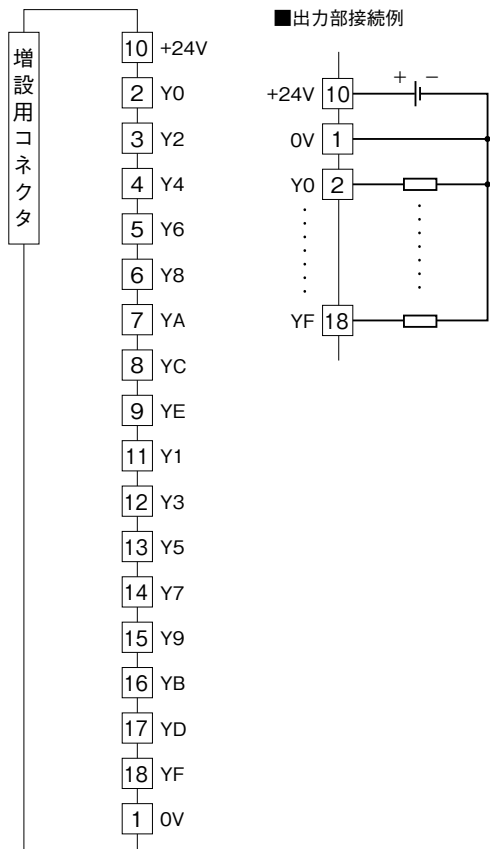 増設用コネクタ
10 +24V
2 Y0
3 Y2
4 Y4
5 Y6
6 Y8
7 YA
8 YC
9 YE
11 Y1
12 Y3
13 Y5
14 Y7
15 Y9
16 YB
17 YD
18 YF
1 0V
■出力部接続例
+ −
+24V 10
0V 1
Y0 2
YF 18